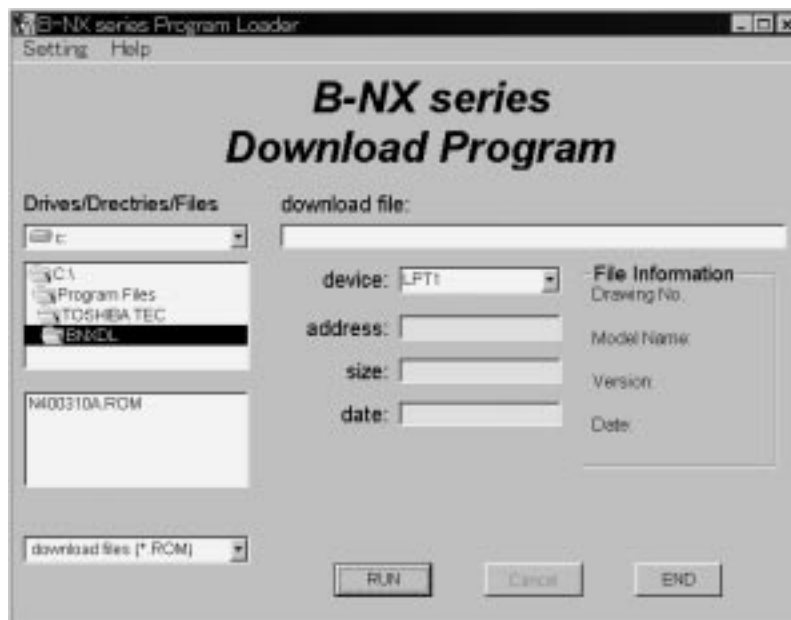 B-NX series Program Loader
Setting Help
B-NX series
Download Program
Drives/Drectries/Files
c:
C:\
Program Files
TOSHIBA TEC
BNXDL
N400310A.ROM
download files (*.ROM)
download file:
device: LPT1
address:
size:
date:
File Information
Drawing No.
Model Name:
Version:
Date:
RUN Cancel END